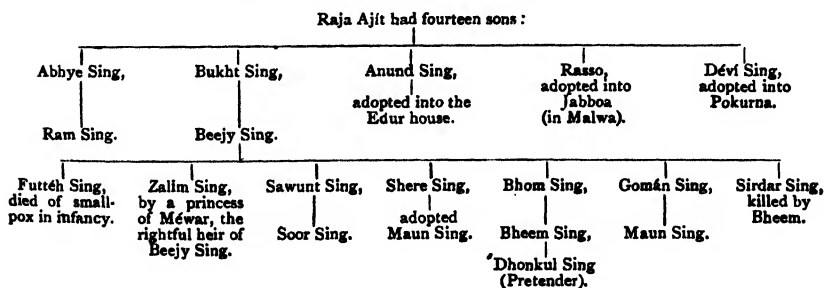 Raja Ajít had fourteen sons :
Abhye Sing,
Bukht Sing,
Anund Sing,
adopted into the
Edur house.
Rasso,
adopted into
Jabboa
(in Malwa).
Déví Sing,
adopted into
Pokurna.
Ram Sing.
Beejy Sing.
Futtéh Sing,
died of small-
pox in infancy.
Zalim Sing,
by a princess
of Méwar, the
rightful heir of
Beejy Sing.
Sawunt Sing,
Soor Sing.
Shere Sing,
adopted
Maun Sing.
Bhom Sing,
Bheem Sing,
Dhonkul Sing
(Pretender).
Gomán Sing,
Maun Sing.
Sirdar Sing,
killed by
Bheem.